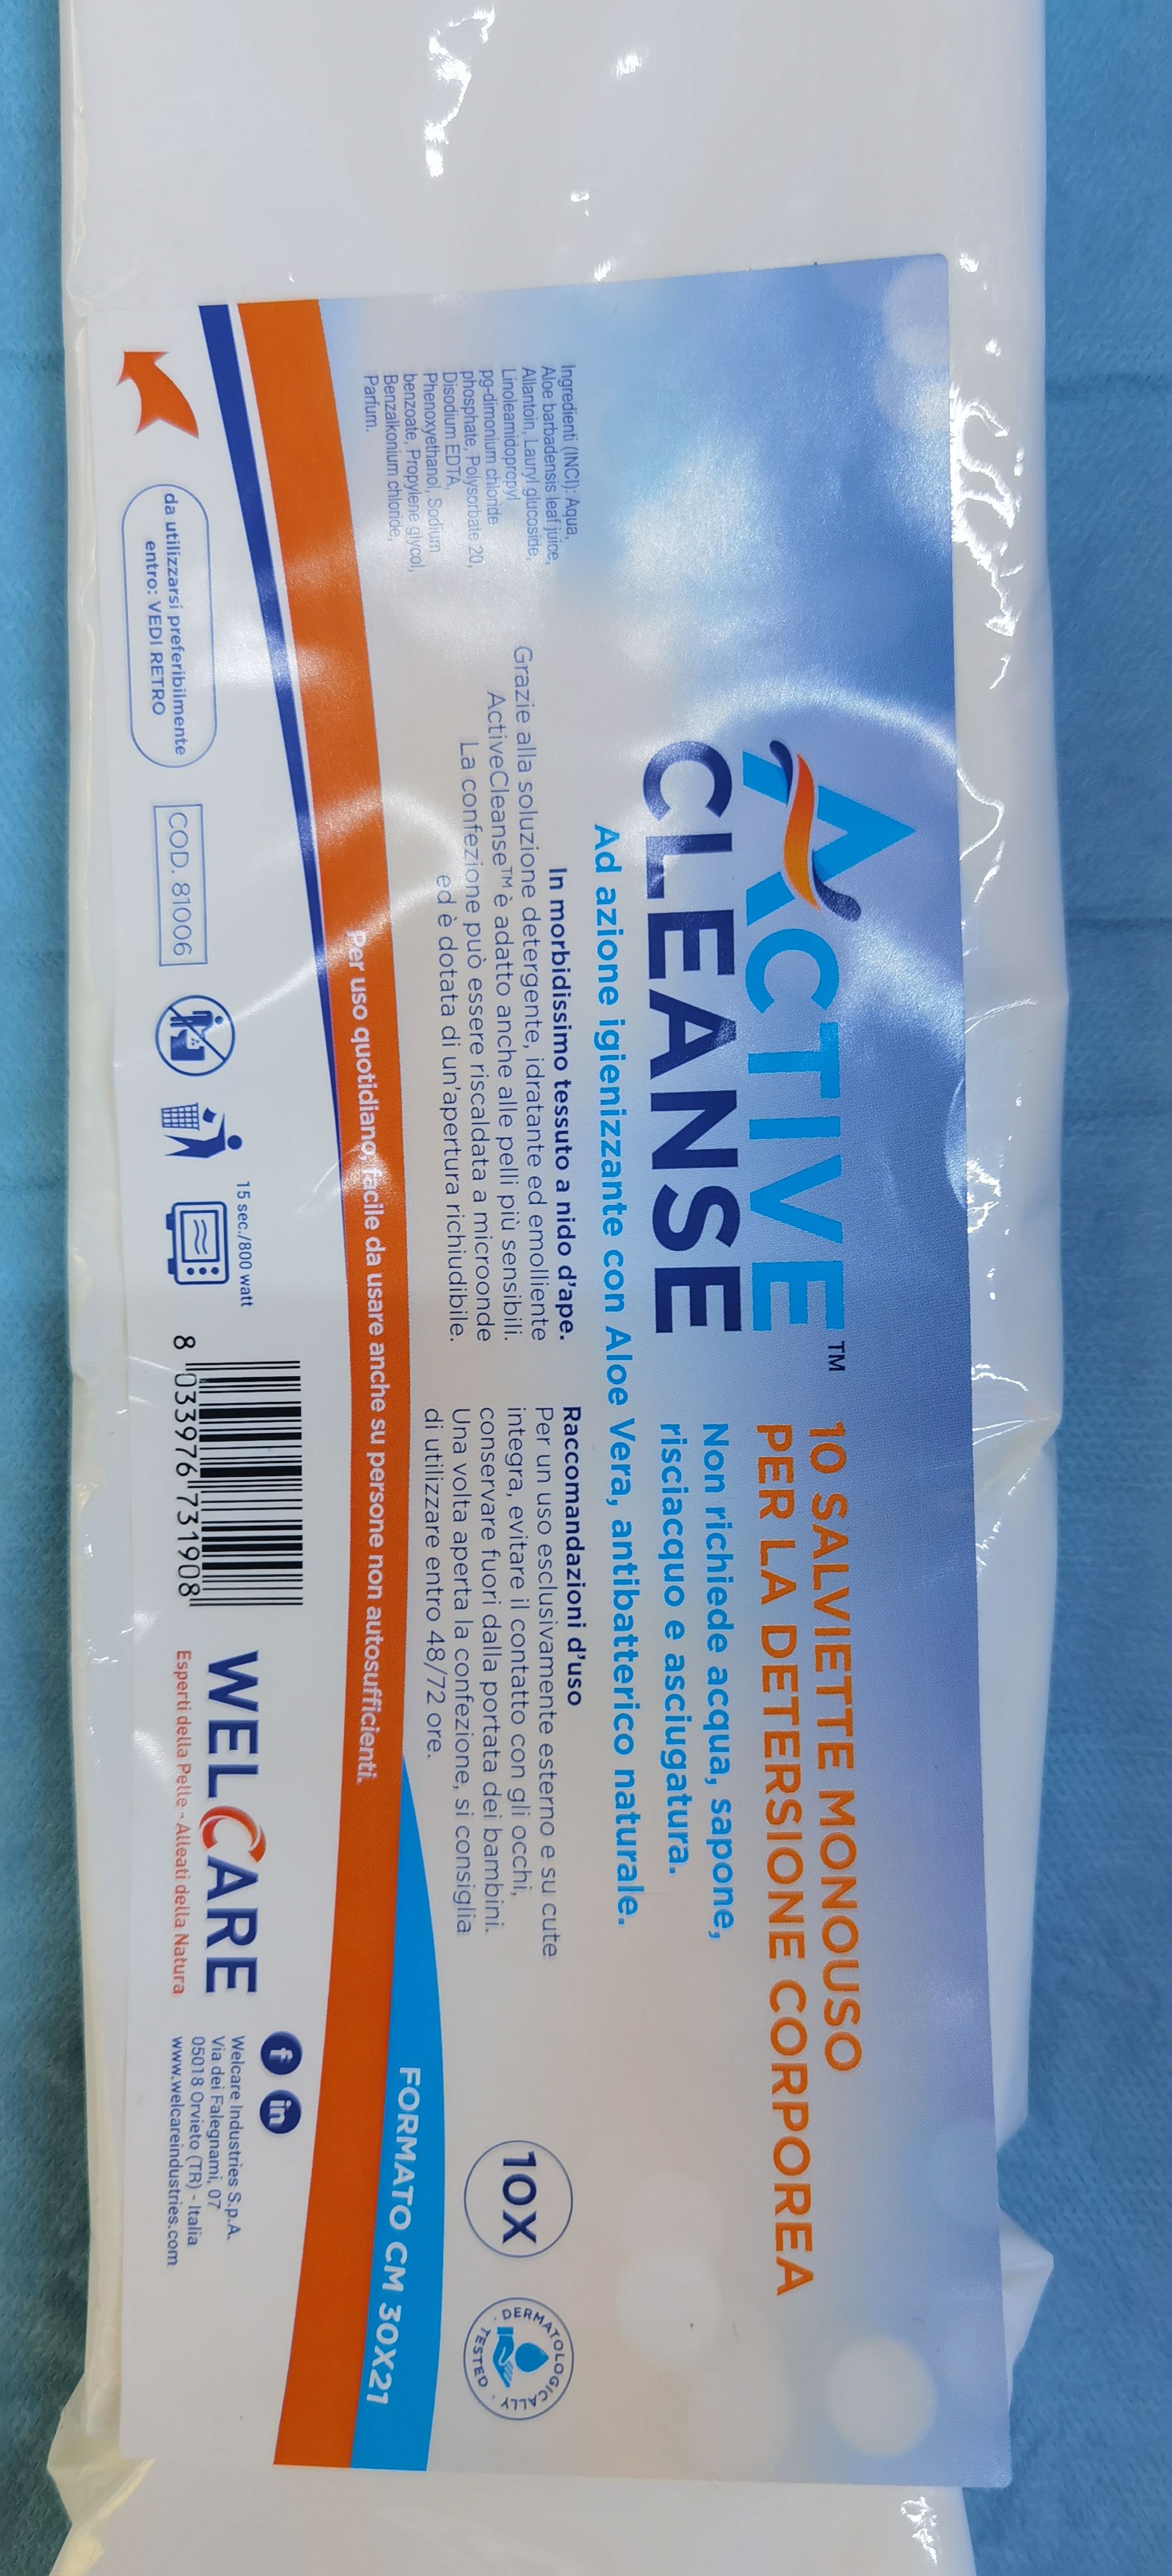 ACTIVE™
CLEANSE
10 SALVIETTE MONOUSO
PER LA DETERSIONE CORPOREA
Non richiede acqua, sapone,
risciacquo e asciugatura.
Ad azione igienizzante con Aloe Vera, antibatterico naturale.
Ingredienti (INCI): Aqua,
Aloe barbadensis leaf juice,
Allantoin, Lauryl glucoside,
Linoleamidopropyl
pg-dimonium chloride
phosphate, Polysorbate 20,
Disodium EDTA,
Phenoxyethanol, Sodium
benzoate, Propylene glycol,
Benzalkonium chloride,
Parfum.
In morbidissimo tessuto a nido d'ape.
Grazie alla soluzione detergente, idratante ed emolliente
ActiveCleanse™ è adatto anche alle pelli più sensibili.
La confezione può essere riscaldata a microonde
ed è dotata di un'apertura richiudibile.
Raccomandazioni d'uso
Per un uso esclusivamente esterno e su cute
integra, evitare il contatto con gli occhi,
conservare fuori dalla portata dei bambini.
Una volta aperta la confezione, si consiglia
di utilizzare entro 48/72 ore.
10X
DERMATOLOGICALLY
TESTED
Per uso quotidiano, facile da usare anche su persone non autosufficienti.
FORMATO CM 30X21
da utilizzarsi preferibilmente
entro: VEDI RETRO
COD. 81006
15 sec./800 watt
8 033976 731908
WELCARE
Esperti della Pelle - Alleati della Natura
f in
Welcare Industries S.p.A.
Via dei Falegnami, 07
05018 Orvieto (TR) - Italia
www.welcareindustries.com